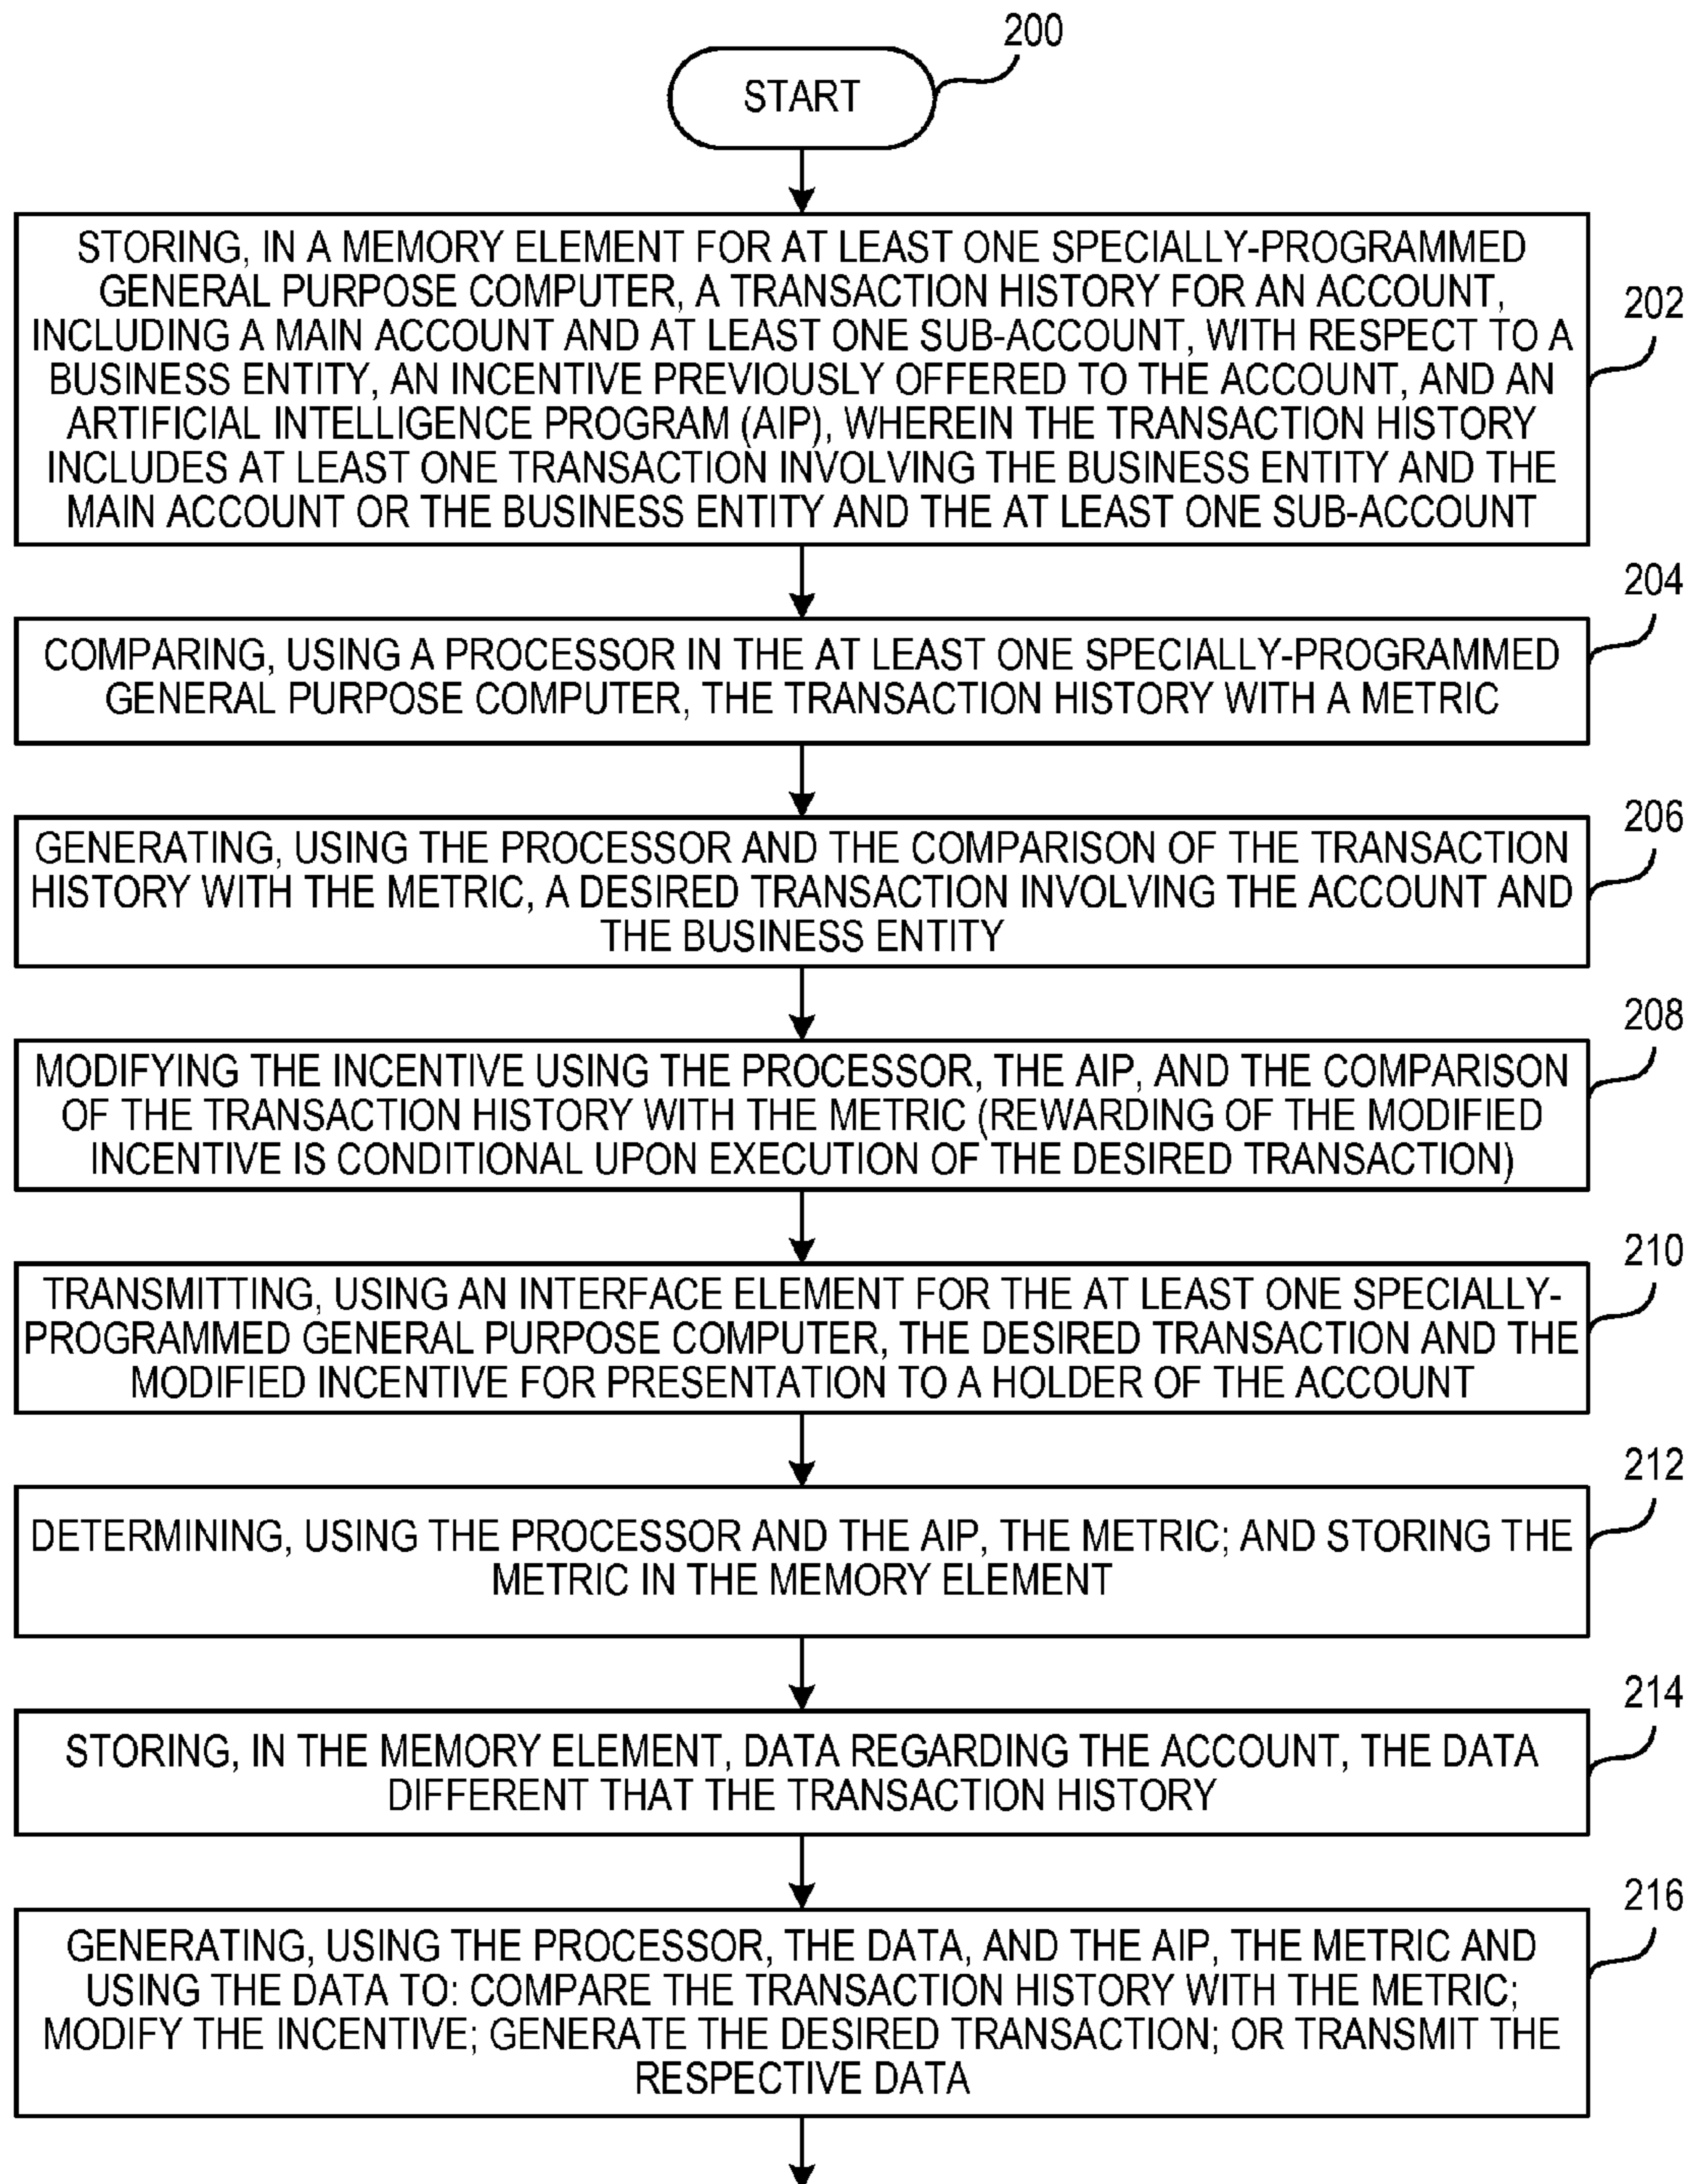 200
START
STORING, IN A MEMORY ELEMENT FOR AT LEAST ONE SPECIALLY-PROGRAMMED
GENERAL PURPOSE COMPUTER, A TRANSACTION HISTORY FOR AN ACCOUNT,
INCLUDING A MAIN ACCOUNT AND AT LEAST ONE SUB-ACCOUNT, WITH RESPECT TO A
BUSINESS ENTITY, AN INCENTIVE PREVIOUSLY OFFERED TO THE ACCOUNT, AND AN
ARTIFICIAL INTELLIGENCE PROGRAM (AIP), WHEREIN THE TRANSACTION HISTORY
INCLUDES AT LEAST ONE TRANSACTION INVOLVING THE BUSINESS ENTITY AND THE
MAIN ACCOUNT OR THE BUSINESS ENTITY AND THE AT LEAST ONE SUB-ACCOUNT
202
204
COMPARING, USING A PROCESSOR IN THE AT LEAST ONE SPECIALLY-PROGRAMMED
GENERAL PURPOSE COMPUTER, THE TRANSACTION HISTORY WITH A METRIC
206
GENERATING, USING THE PROCESSOR AND THE COMPARISON OF THE TRANSACTION
HISTORY WITH THE METRIC, A DESIRED TRANSACTION INVOLVING THE ACCOUNT AND
THE BUSINESS ENTITY
208
MODIFYING THE INCENTIVE USING THE PROCESSOR, THE AIP, AND THE COMPARISON
OF THE TRANSACTION HISTORY WITH THE METRIC (REWARDING OF THE MODIFIED
INCENTIVE IS CONDITIONAL UPON EXECUTION OF THE DESIRED TRANSACTION)
210
TRANSMITTING, USING AN INTERFACE ELEMENT FOR THE AT LEAST ONE SPECIALLY-
PROGRAMMED GENERAL PURPOSE COMPUTER, THE DESIRED TRANSACTION AND THE
MODIFIED INCENTIVE FOR PRESENTATION TO A HOLDER OF THE ACCOUNT
212
DETERMINING, USING THE PROCESSOR AND THE AIP, THE METRIC; AND STORING THE
METRIC IN THE MEMORY ELEMENT
214
STORING, IN THE MEMORY ELEMENT, DATA REGARDING THE ACCOUNT, THE DATA
DIFFERENT THAT THE TRANSACTION HISTORY
216
GENERATING, USING THE PROCESSOR, THE DATA, AND THE AIP, THE METRIC AND
USING THE DATA TO: COMPARE THE TRANSACTION HISTORY WITH THE METRIC;
MODIFY THE INCENTIVE; GENERATE THE DESIRED TRANSACTION; OR TRANSMIT THE
RESPECTIVE DATA